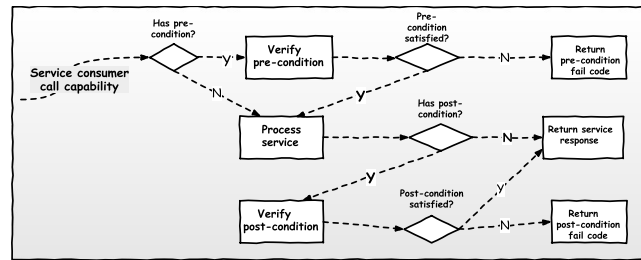 Has pre-
condition?
Pre-
condition
satisfied?
Service consumer
call capability
Y
Verify
pre-condition
N
Return
pre-condition
fail code
N
Y
Process
service
Has post-
condition?
N
Return service
response
Y
Verify
post-condition
Post-condition
satisfied?
Y
N
Return
post-condition
fail code